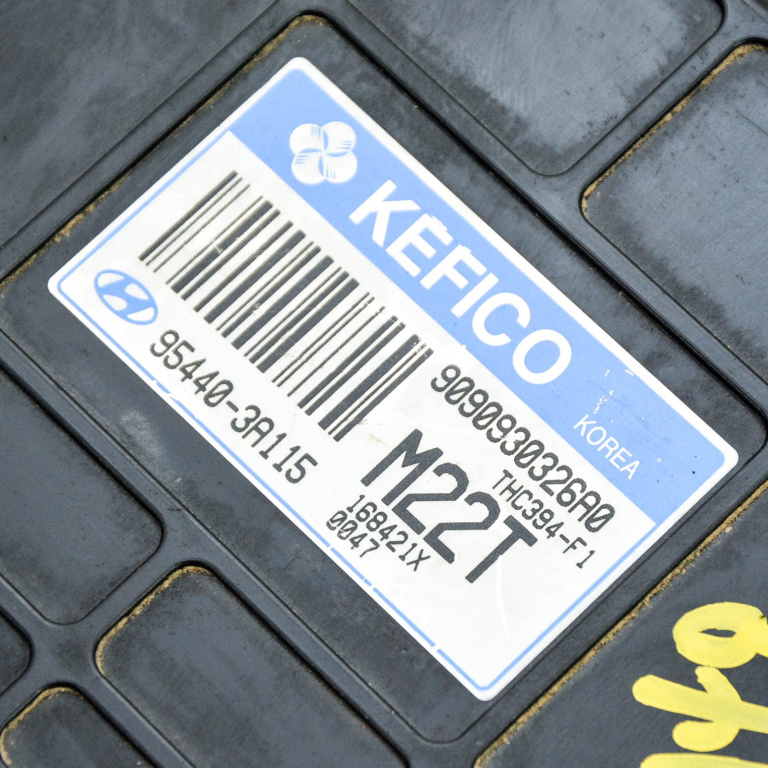 KEFICO
KOREA
95440-3A115
9090930326A0
THC394-F1
M22T
168421X
0047